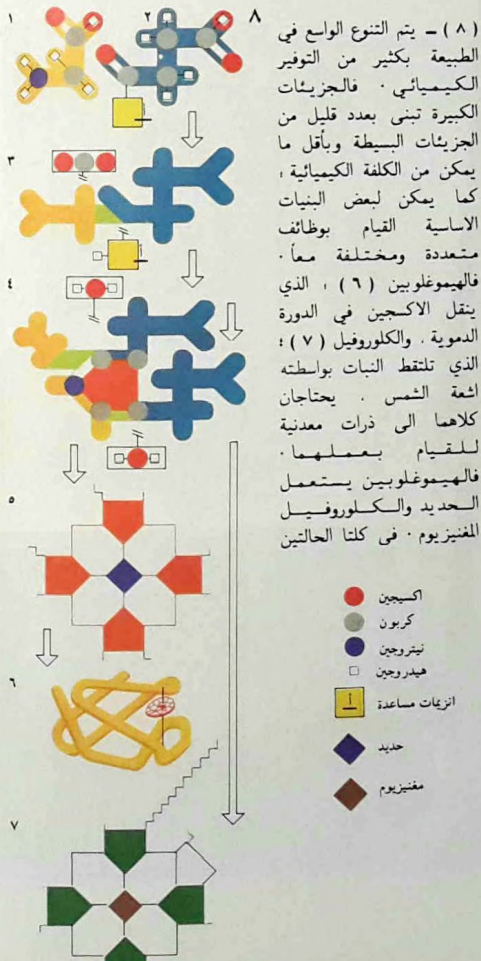 ٨
( ٨ ) – يتم التنوع الواسع في
الطبيعة بكثير من التوفير
الكيميائي ٠ فالجزيئات
الكبيرة تبنى بعدد قليل من
الجزيئات البسيطة وبأقل ما
يمكن من الكلفة الكيميائية ،
كما يمكن لبعض البنيات
الاساسية القيام بوظائف
متعددة ومختلفة معاً ٠
فالهيموغلوبين ( ٦ ) ، الذي
ينقل الاكسجين في الدورة
الدموية . والكلوروفيل ( ٧ ) ؛
الذي تلتقط النبات بواسطته
اشعة الشمس . يحتاجان
كلاهما الى ذرات معدنية
للقيام بعملهما ٠
فالهيموغلوبين يستعمل
الحديد والكلوروفيل
المغنيزيوم ٠ في كلتا الحالتين
اكسيجين
كربون
نيتروجين
هيدروجين
أ
انزيمات مساعدة
حديد
مغنيزيوم
١
٢
أ
٣
أ
٤
٥
٦
٧